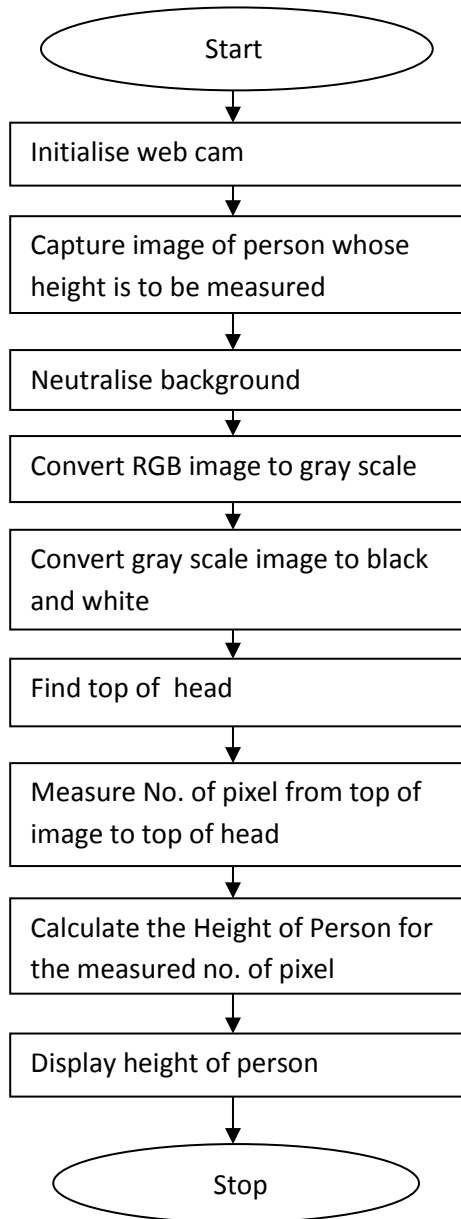 Start
Initialise web cam
Capture image of person whose
height is to be measured
Neutralise background
Convert RGB image to gray scale
Convert gray scale image to black
and white
Find top of  head
Measure No. of pixel from top of
image to top of head
Calculate the Height of Person for
the measured no. of pixel
Display height of person
Stop